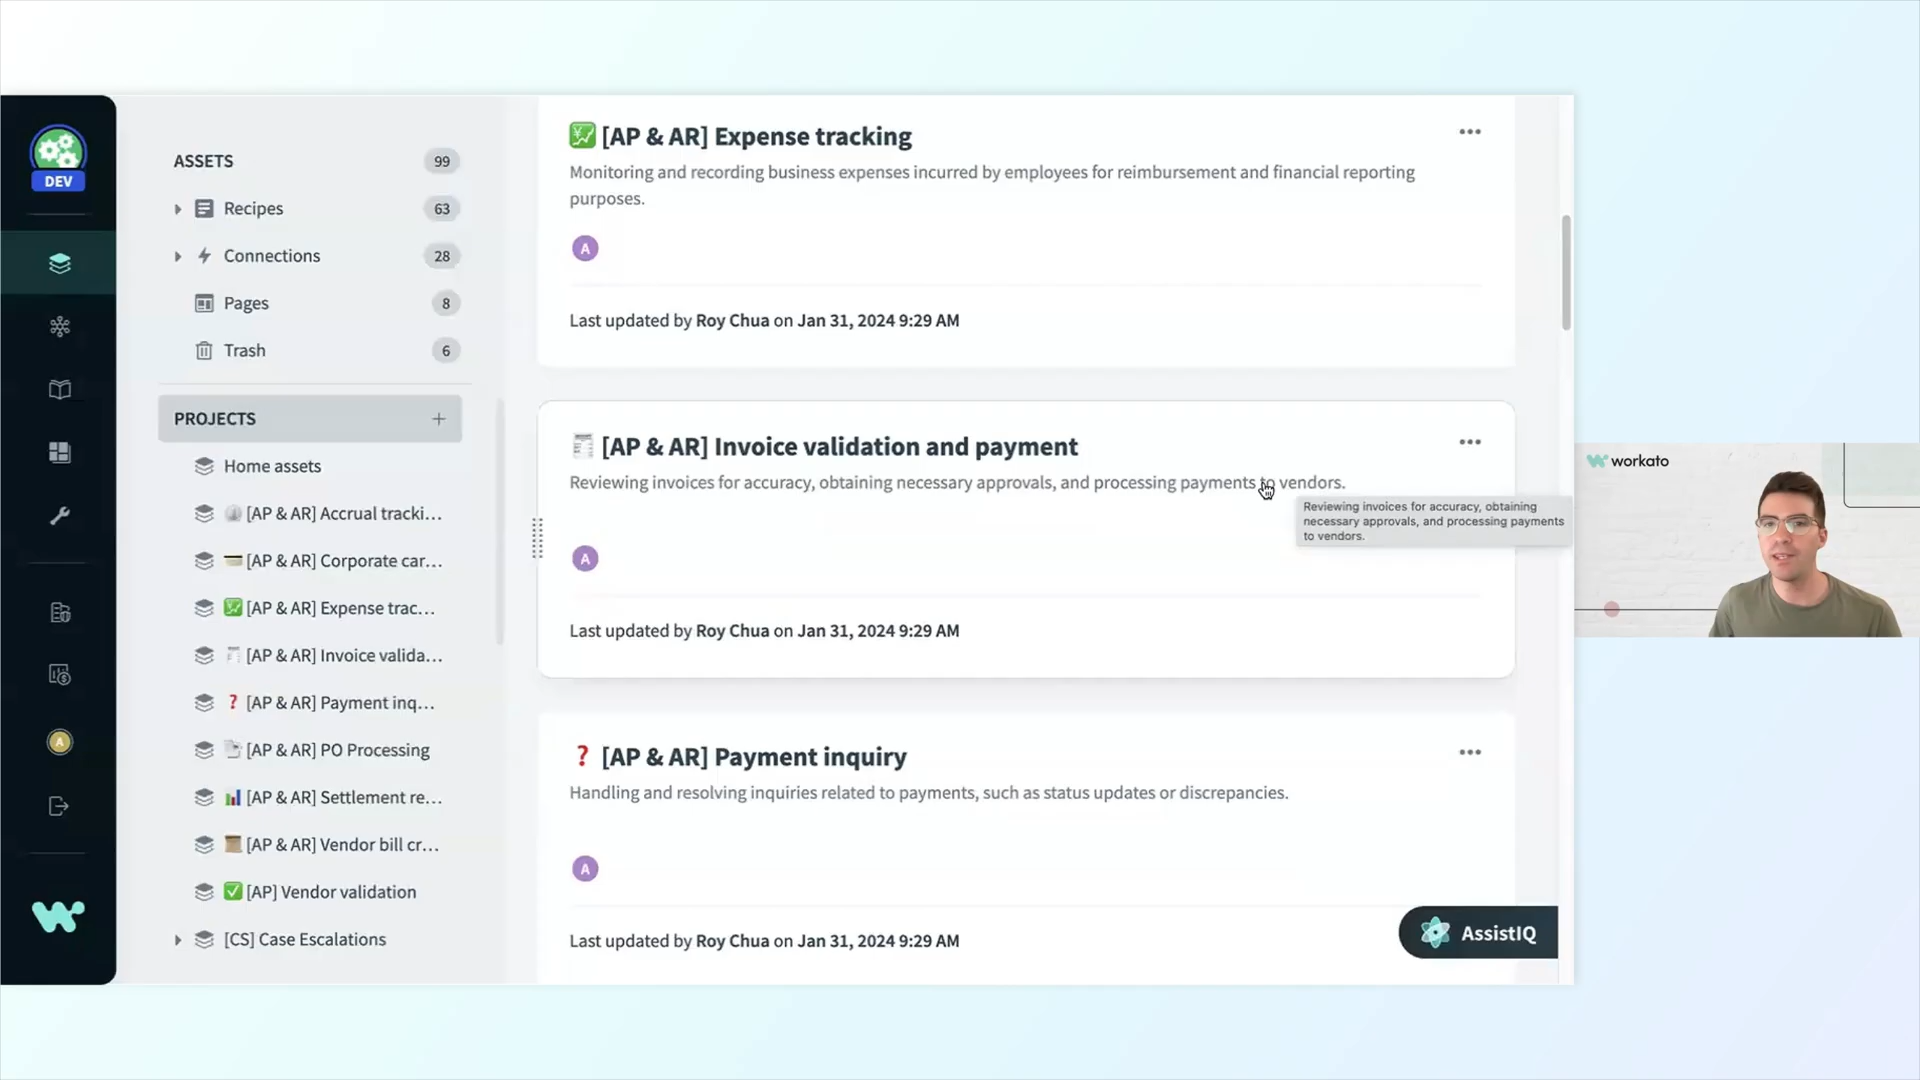 DEV
ASSETS 99
Recipes 63
Connections 28
Pages 8
Trash 6
PROJECTS +
Home assets
[AP & AR] Accrual tracki...
[AP & AR] Corporate car...
[AP & AR] Expense trac...
[AP & AR] Invoice valida...
[AP & AR] Payment inq...
[AP & AR] PO Processing
[AP & AR] Settlement re...
[AP & AR] Vendor bill cr...
[AP] Vendor validation
[CS] Case Escalations
A
[AP & AR] Expense tracking
Monitoring and recording business expenses incurred by employees for reimbursement and financial reporting
purposes.
A
Last updated by Roy Chua on Jan 31, 2024 9:29 AM
[AP & AR] Invoice validation and payment
Reviewing invoices for accuracy, obtaining necessary approvals, and processing payments to vendors.
Reviewing invoices for accuracy, obtaining
necessary approvals, and processing payments
to vendors.
A
Last updated by Roy Chua on Jan 31, 2024 9:29 AM
[AP & AR] Payment inquiry
Handling and resolving inquiries related to payments, such as status updates or discrepancies.
A
Last updated by Roy Chua on Jan 31, 2024 9:29 AM
AssistIQ
workato